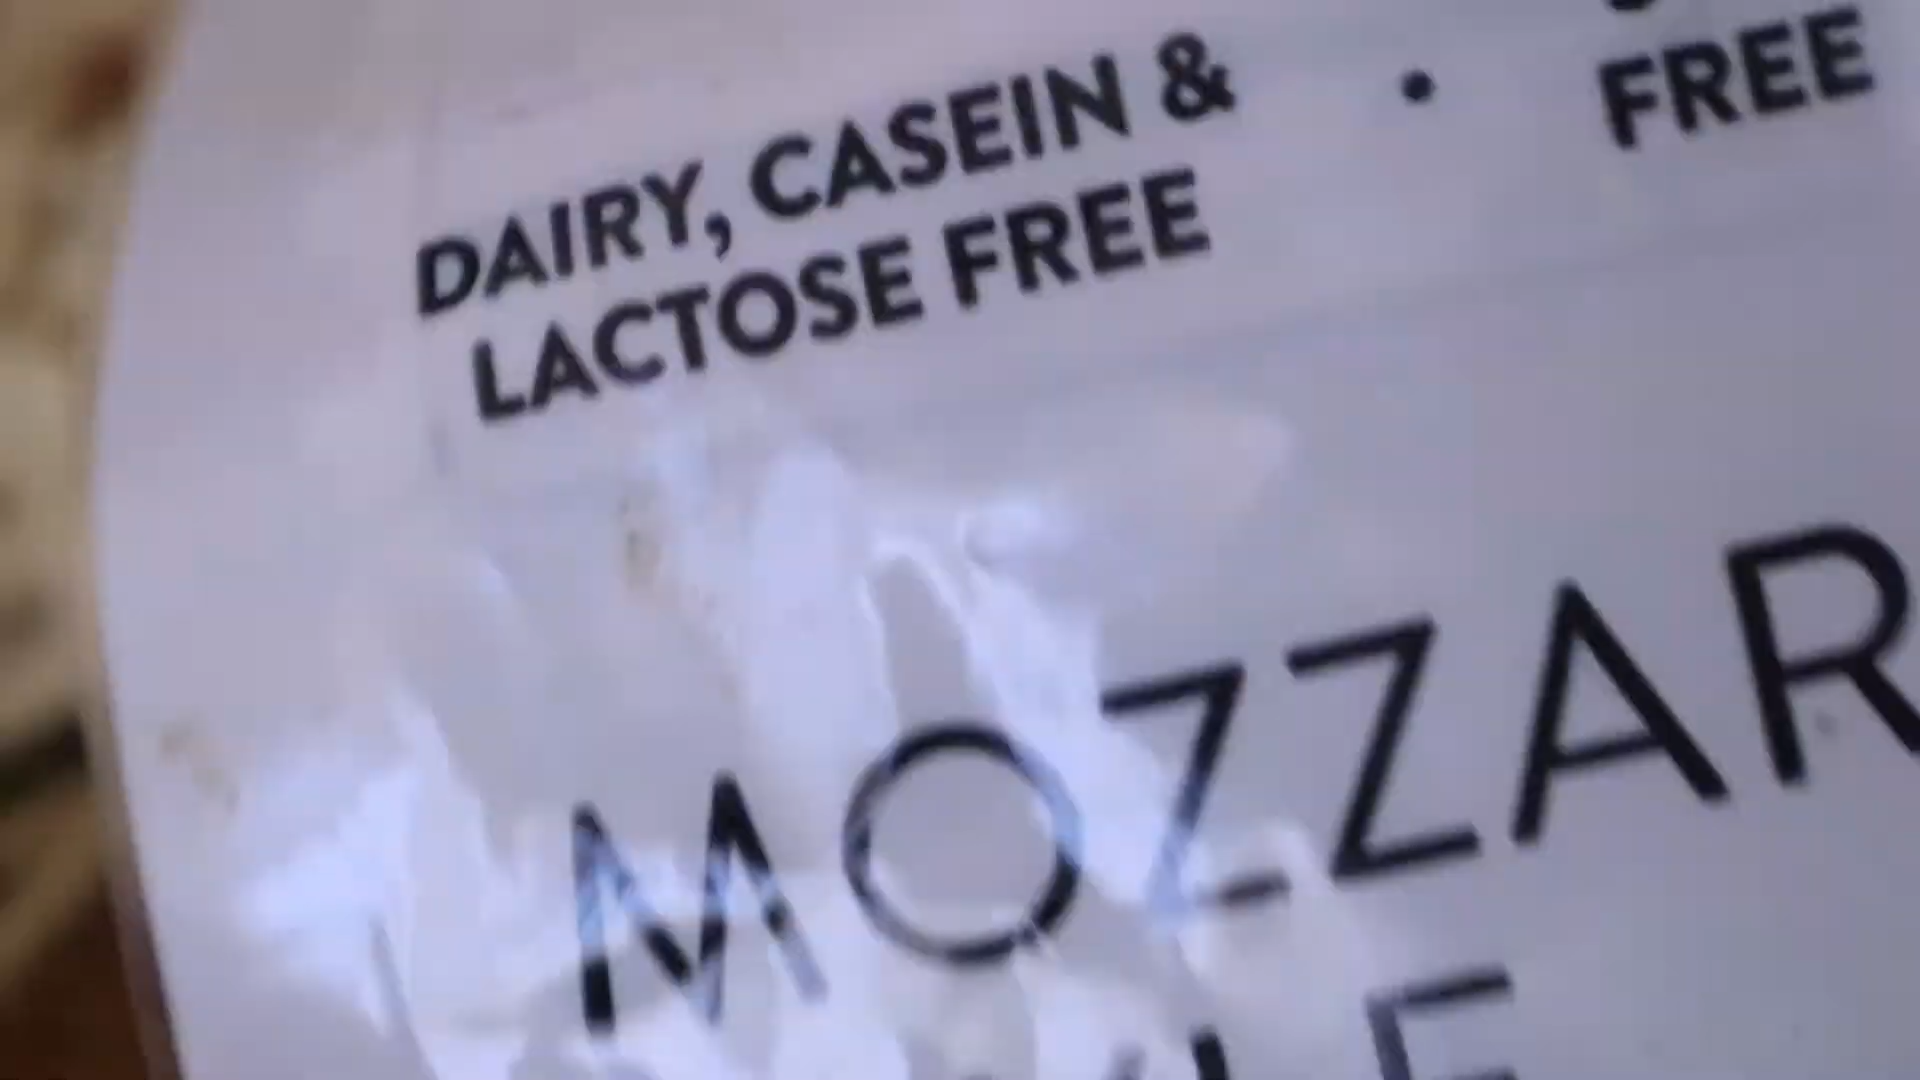 DAIRY, CASEIN &
LACTOSE FREE
•
FREE
MOZZAR